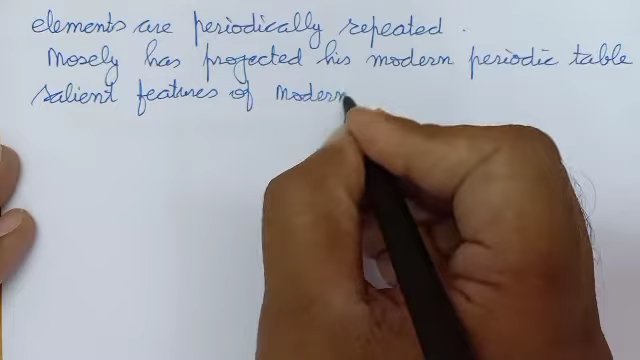 elements are periodically repeated.
Mosely has projected his modern periodic table
salient features of Modern